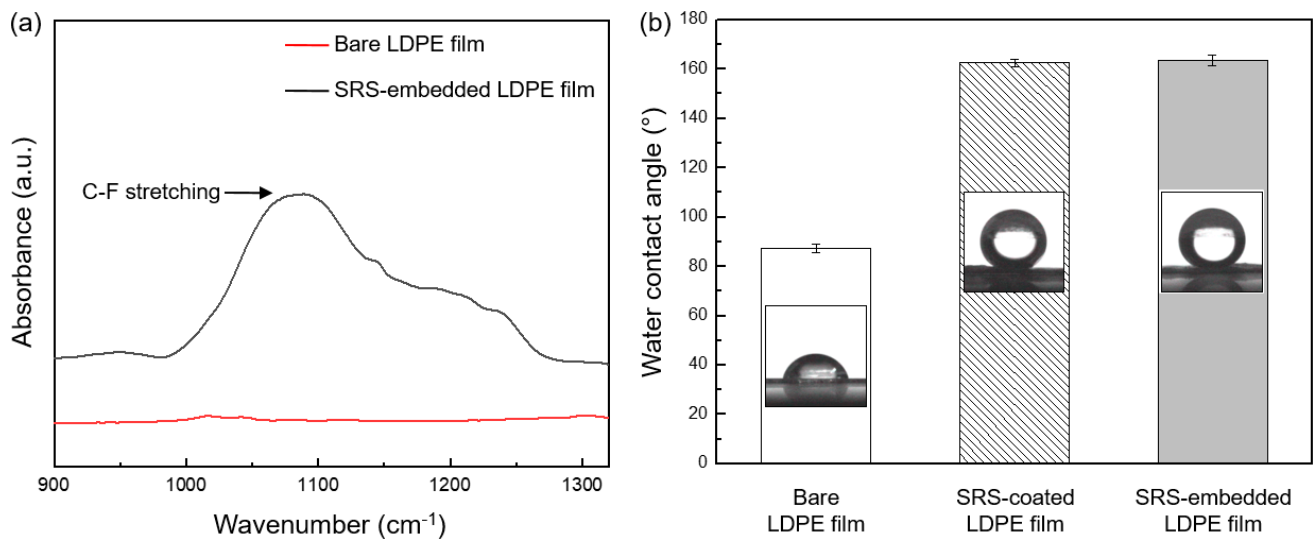 (a)
Bare LDPE film
SRS-embedded LDPE film
C-F stretching
Absorbance (a.u.)
900 1000 1100 1200 1300
Wavenumber (cm⁻¹)
(b)
Water contact angle (°)
180
160
140
120
100
80
60
40
20
0
Bare
LDPE film
SRS-coated
LDPE film
SRS-embedded
LDPE film